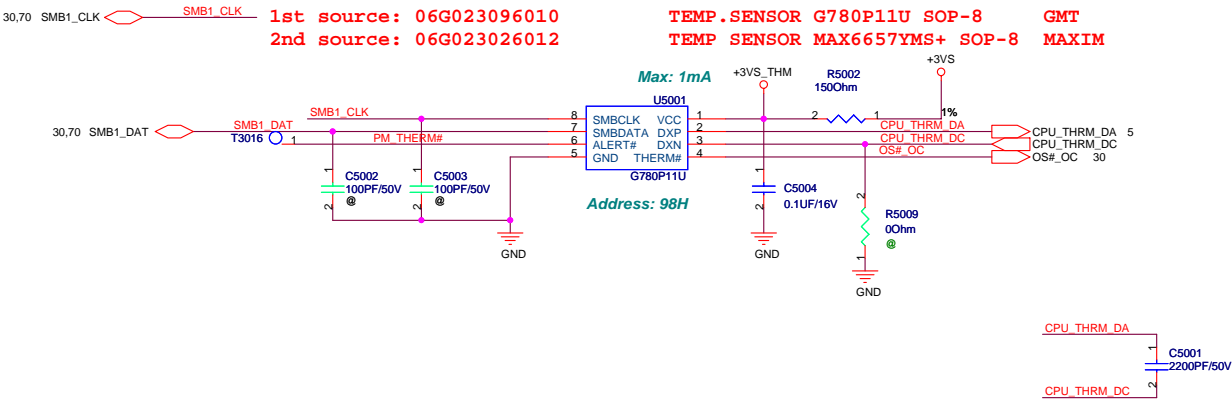 30,70 SMB1_CLK SMB1_CLK 1st source: 06G023096010 TEMP.SENSOR G780P11U SOP-8 GMT
2nd source: 06G023026012 TEMP SENSOR MAX6657YMS+ SOP-8 MAXIM
Max: 1mA +3VS_THM R5002 +3VS
150Ohm
U5001
SMB1_CLK 8 SMBCLK VCC 1 2 1 1%
30,70 SMB1_DAT SMB1_DAT 7 SMBDATA DXP 2 CPU_THRM_DA CPU_THRM_DA 5
T3016 1 PM_THERM# 6 ALERT# DXN 3 CPU_THRM_DC CPU_THRM_DC
5 GND THERM# 4 OS#_OC OS#_OC 30
G780P11U
1 C5002 1 C5003 1 C5004
100PF/50V 100PF/50V 0.1UF/16V
2 @ 2 @ 2
Address: 98H
2 R5009
0Ohm
1 @
GND GND
GND
CPU_THRM_DA
1 C5001
2200PF/50V
2
CPU_THRM_DC